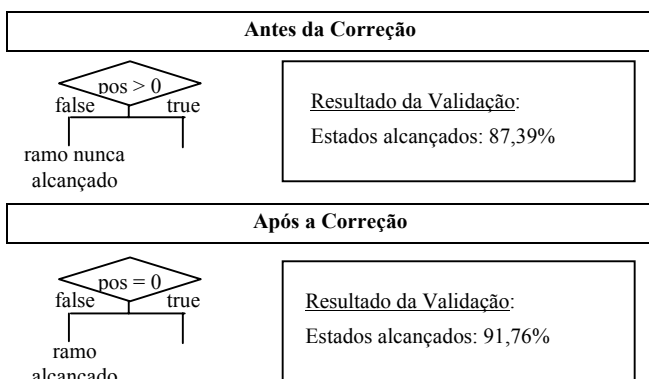 Antes da Correção
pos > 0
false true
ramo nunca
alcançado
Resultado da Validação:
Estados alcançados: 87,39%
Após a Correção
pos = 0
false true
ramo
alcançado
Resultado da Validação:
Estados alcançados: 91,76%